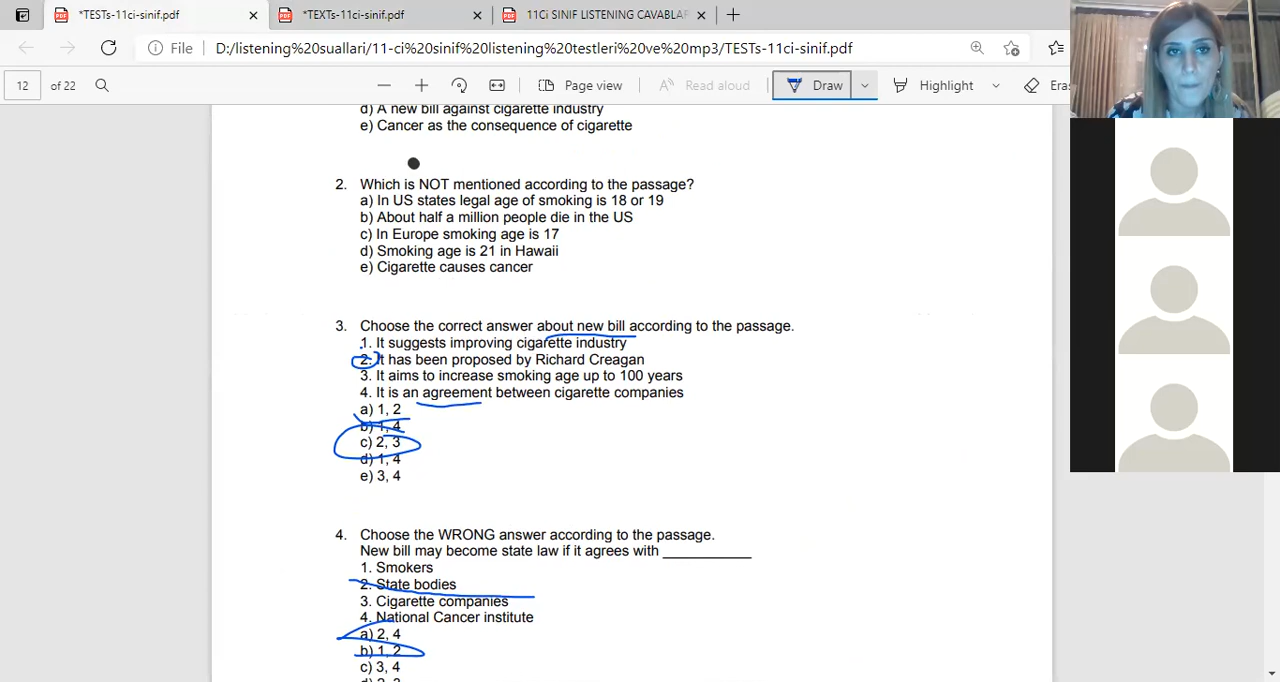 *TESTs-11ci-sinif.pdf
*TEXTs-11ci-sinif.pdf
11Gi SINIF LISTENING CAVABLAR
File
D:/listening%20suallari/11-ci%20sinif%20listening%20testleri%20ve%20mp3/TESTs-11ci-sinif.pdf
12 of 22
Page view
Read aloud
Draw
Highlight
Era
d) A new bill against cigarette industry
e) Cancer as the consequence of cigarette
2. Which is NOT mentioned according to the passage?
a) In US states legal age of smoking is 18 or 19
b) About half a million people die in the US
c) In Europe smoking age is 17
d) Smoking age is 21 in Hawaii
e) Cigarette causes cancer
3. Choose the correct answer about new bill according to the passage.
1. It suggests improving cigarette industry
2. It has been proposed by Richard Creagan
3. It aims to increase smoking age up to 100 years
4. It is an agreement between cigarette companies
a) 1, 2
b) 1, 4
c) 2, 3
d) 1, 4
e) 3, 4
4. Choose the WRONG answer according to the passage.
New bill may become state law if it agrees with ___________
1. Smokers
2. State bodies
3. Cigarette companies
4. National Cancer institute
a) 2, 4
b) 1, 2
c) 3, 4